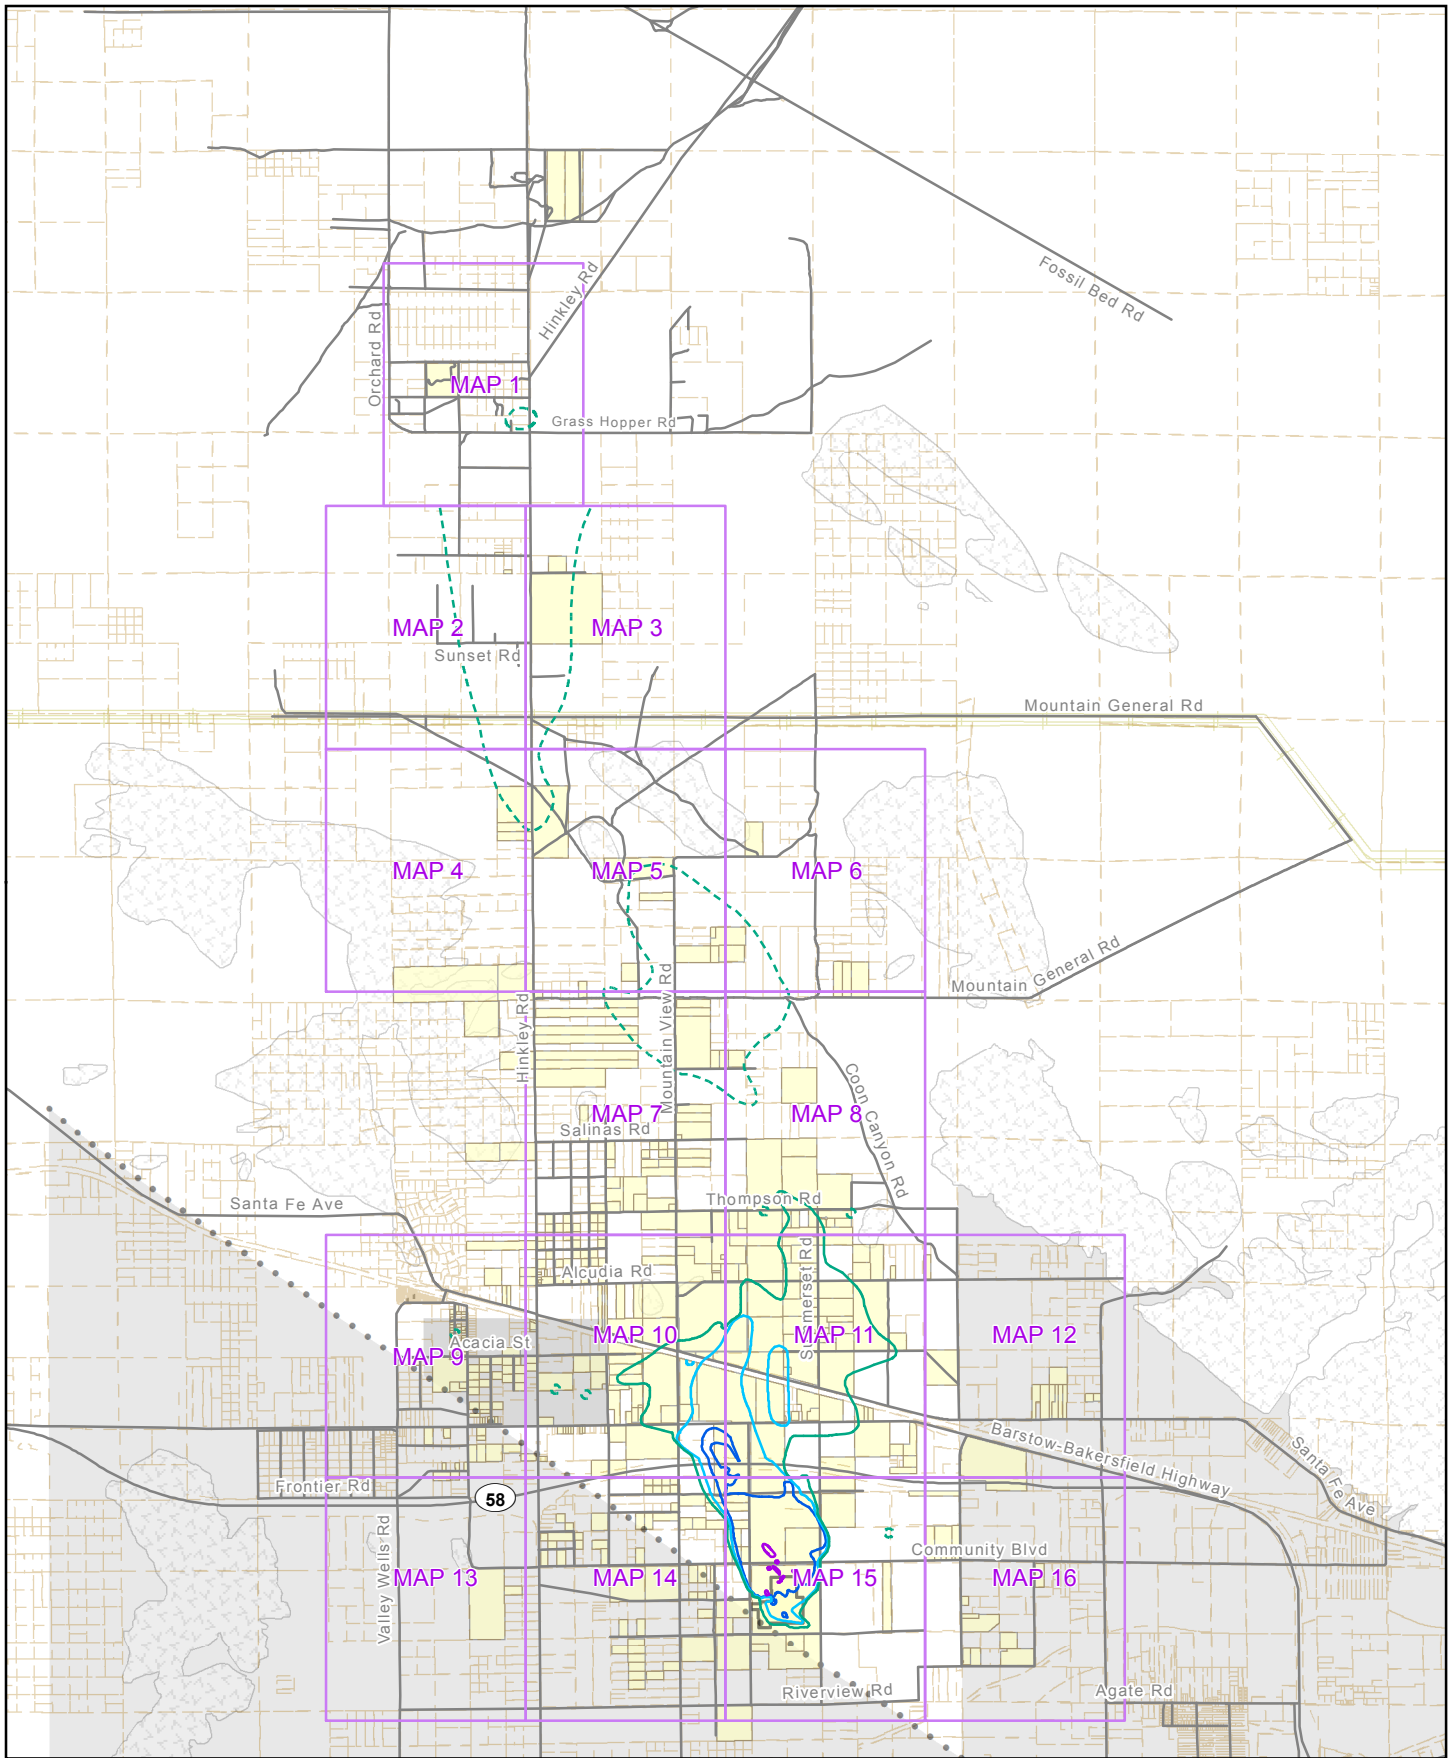 Fossil Bed Rd
Hinkley Rd
Orchard Rd
MAP 1
Grass Hopper Rd
MAP 2
MAP 3
Sunset Rd
Mountain General Rd
MAP 4
MAP 5
MAP 6
Mountain General Rd
Hinkley Rd
Mountain View Rd
Coon Canyon Rd
MAP 7
MAP 8
Salinas Rd
Santa Fe Ave
Thompson Rd
Summerset Rd
Alcudia Rd
MAP 10
MAP 11
MAP 12
Acacia St
MAP 9
Barstow-Bakersfield Highway
Santa Fe Ave
Frontier Rd
58
Valley Wells Rd
Community Blvd
MAP 13
MAP 14
MAP 15
MAP 16
Riverview Rd
Agate Rd